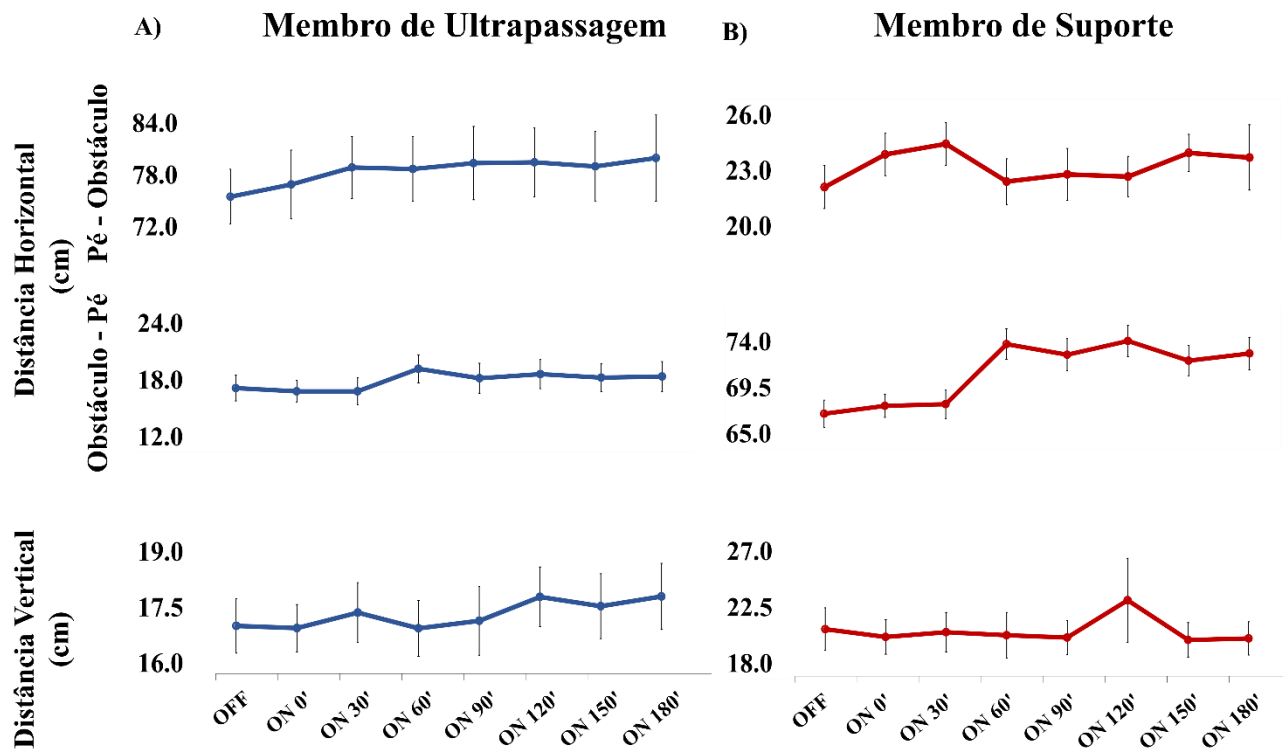 A) Membro de Ultrapassagem
B) Membro de Suporte
Distância Horizontal
(cm)
Pé - Obstáculo
84.0
78.0
72.0
26.0
23.0
20.0
Obstáculo - Pé
24.0
18.0
12.0
74.0
69.5
65.0
Distância Vertical
(cm)
19.0
17.5
16.0
27.0
22.5
18.0
OFF ON 0' ON 30' ON 60' ON 90' ON 120' ON 150' ON 180'
OFF ON 0' ON 30' ON 60' ON 90' ON 120' ON 150' ON 180'